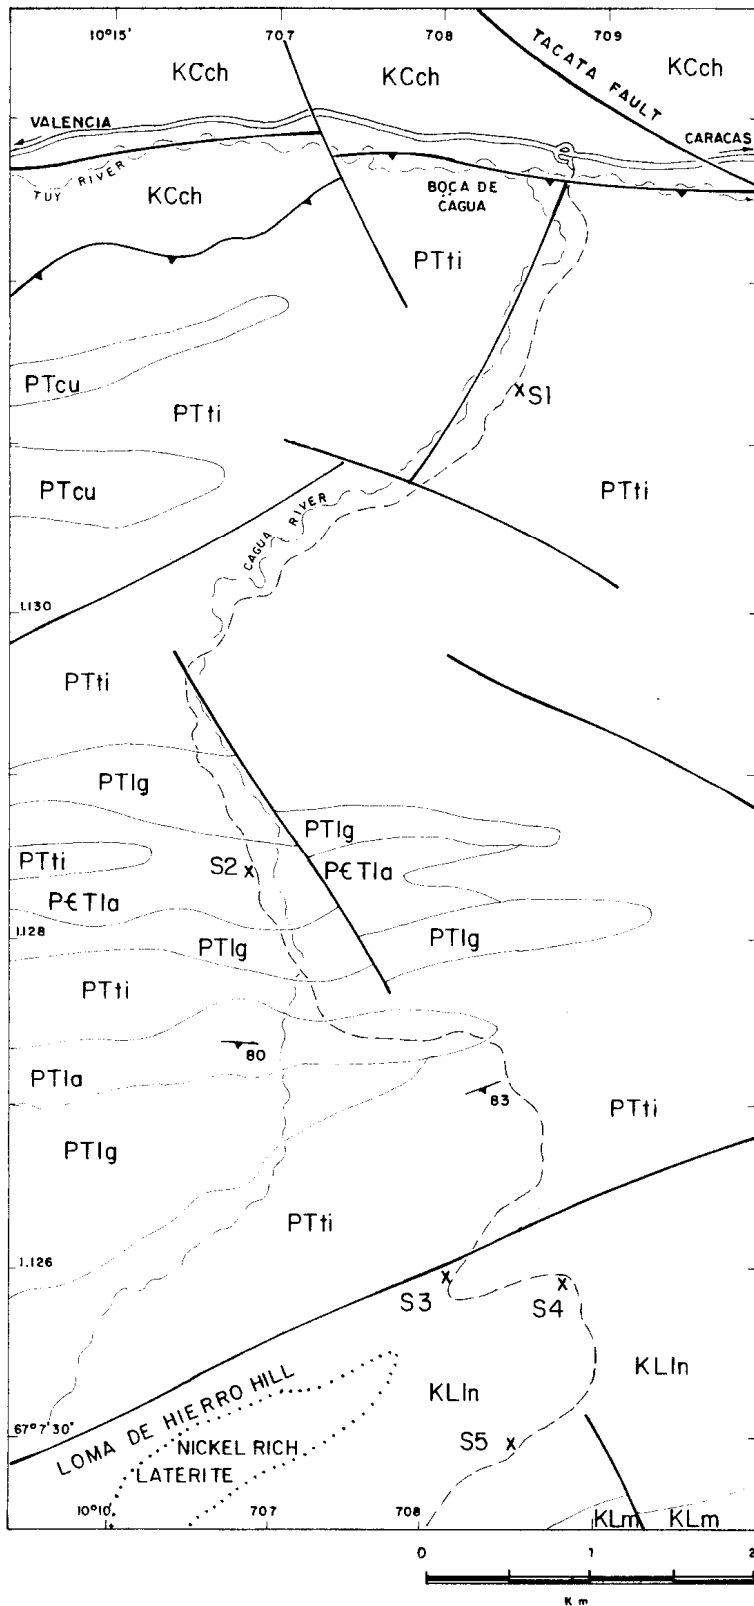 10°15'
707
708
709
KCch
KCch
TACATA FAULT
KCch
VALENCIA
CARACAS
TUY RIVER
KCch
BOCA DE
CAGUA
PTti
PTcu
PTti
S1
PTcu
PTti
CAGUA RIVER
1.130
PTti
PTlg
PTlg
PTti
S2
P€Tla
P€Tla
1.128
PTlg
PTlg
PTti
80
83
PTla
PTti
PTlg
PTti
1.126
S3
S4
KLln
KLln
LOMA DE HIERRO HILL
67°7'30"
S5
NICKEL RICH
LATERITE
10°10'
707
708
KLm
KLm
0
1
2
Km